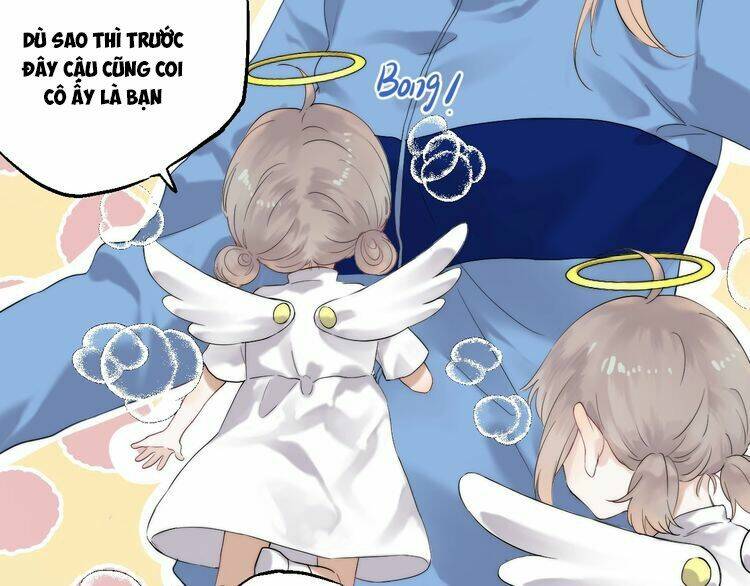 DÙ SAO THÌ TRƯỚC
ĐÂY CẬU CŨNG COI
CÔ ẤY LÀ BẠN
Bong!